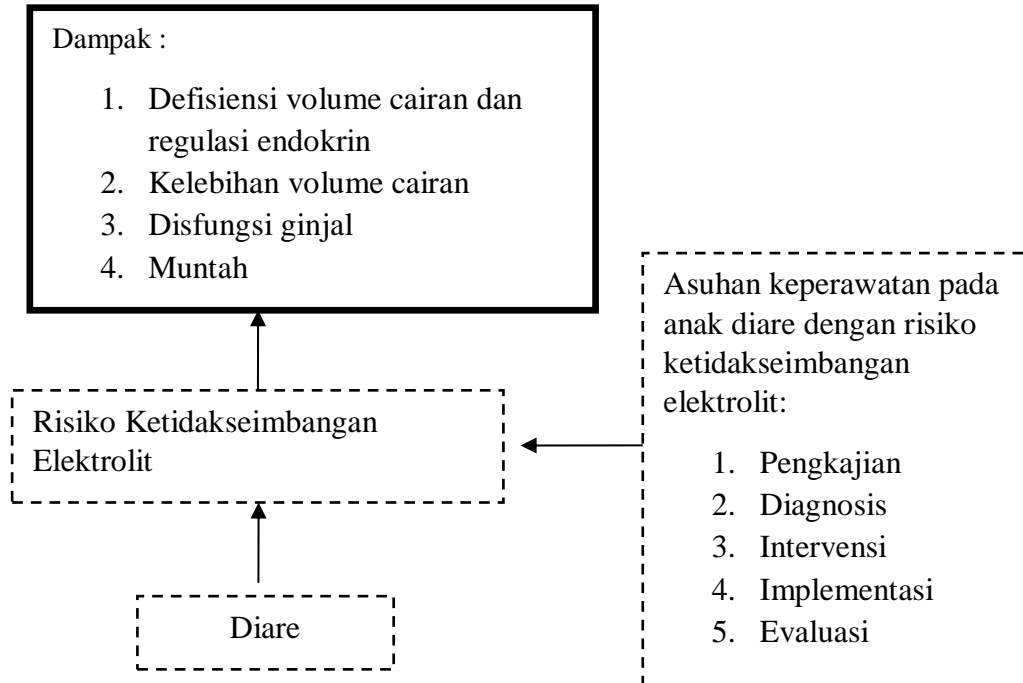 Dampak :
1. Defisiensi volume cairan dan
regulasi endokrin
2. Kelebihan volume cairan
3. Disfungsi ginjal
4. Muntah
Asuhan keperawatan pada
anak diare dengan risiko
ketidakseimbangan
elektrolit:
1. Pengkajian
2. Diagnosis
3. Intervensi
4. Implementasi
5. Evaluasi
Risiko Ketidakseimbangan
Elektrolit
Diare